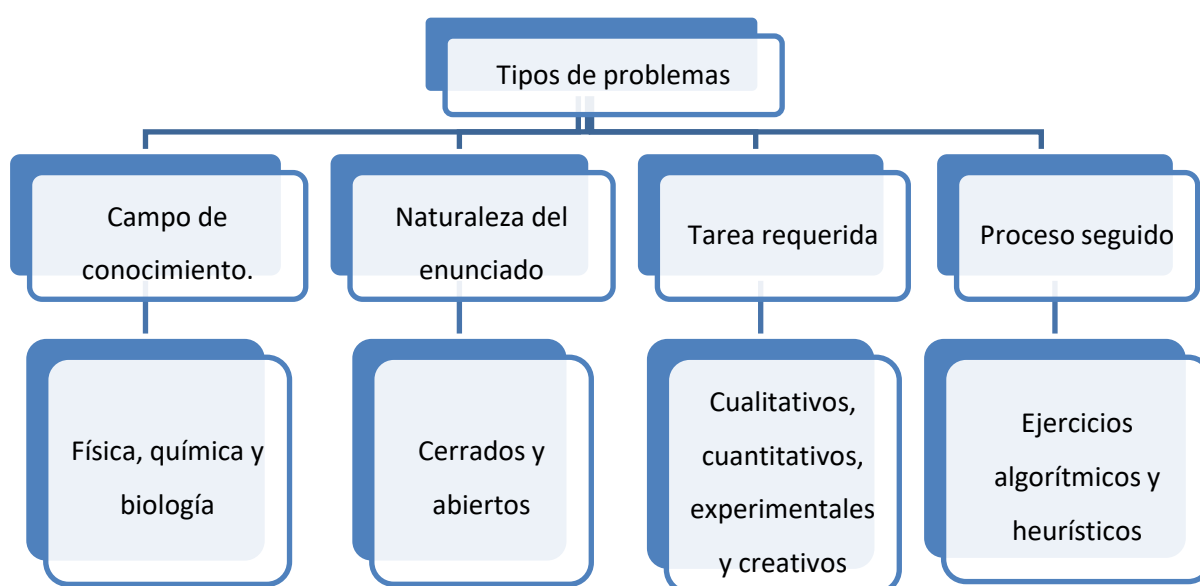 Tipos de problemas
Campo de
conocimiento.
Naturaleza del
enunciado
Tarea requerida
Proceso seguido
Física, química y
biología
Cerrados y
abiertos
Cualitativos,
cuantitativos,
experimentales
y creativos
Ejercicios
algorítmicos y
heurísticos